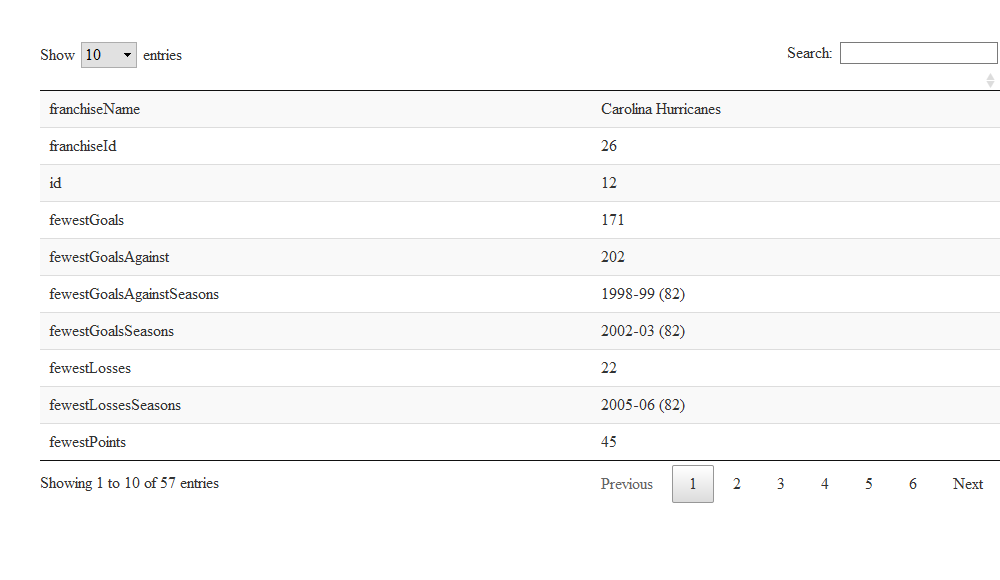 Show 10 entries Search:
franchiseName Carolina Hurricanes
franchiseId 26
id 12
fewestGoals 171
fewestGoalsAgainst 202
fewestGoalsAgainstSeasons 1998-99 (82)
fewestGoalsSeasons 2002-03 (82)
fewestLosses 22
fewestLossesSeasons 2005-06 (82)
fewestPoints 45
Showing 1 to 10 of 57 entries Previous 1 2 3 4 5 6 Next